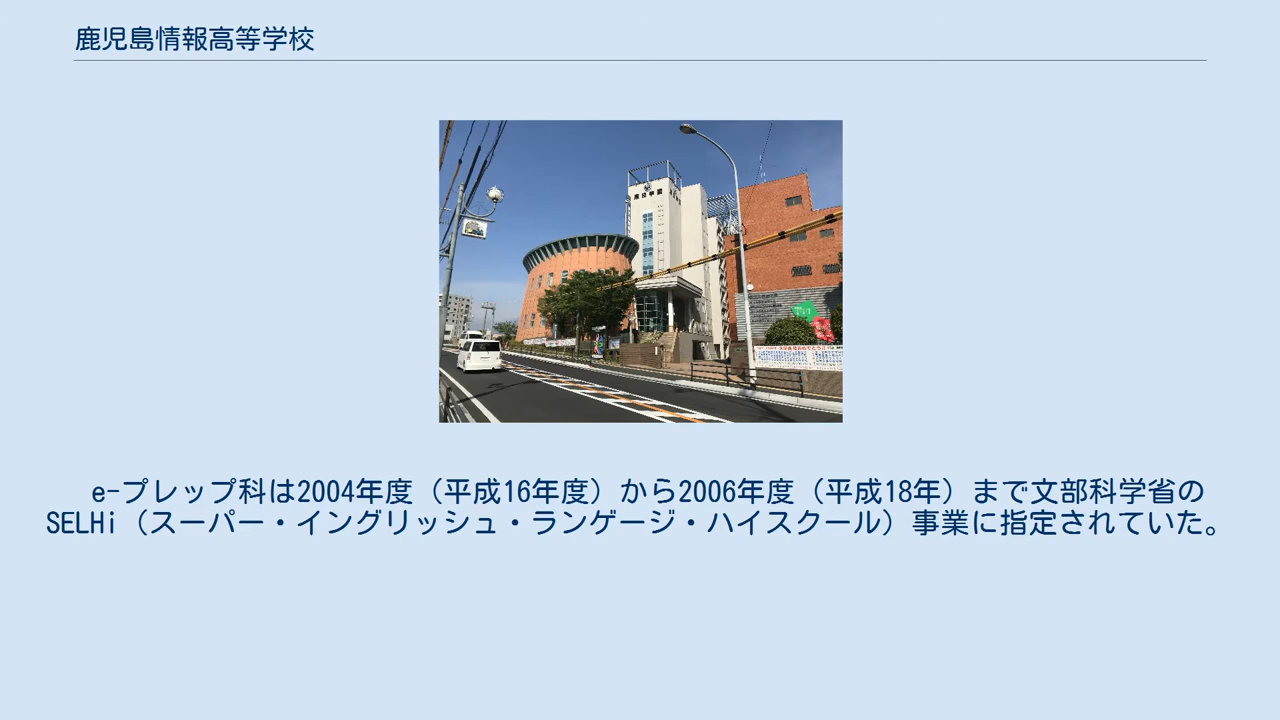 鹿児島情報高等学校
e-プレップ科は2004年度（平成16年度）から2006年度（平成18年）まで文部科学省の
SELHi（スーパー・イングリッシュ・ランゲージ・ハイスクール）事業に指定されていた。